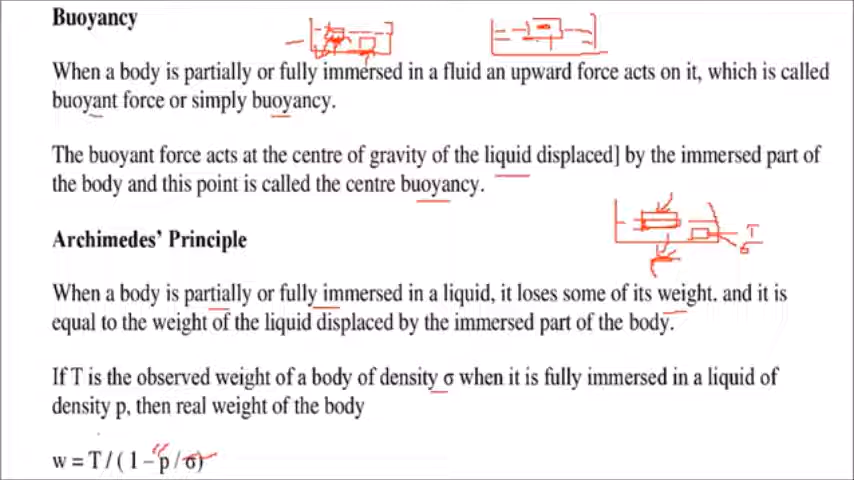 Buoyancy
When a body is partially or fully immersed in a fluid an upward force acts on it, which is called
buoyant force or simply buoyancy.
The buoyant force acts at the centre of gravity of the liquid displaced] by the immersed part of
the body and this point is called the centre buoyancy.
T
σ
Archimedes' Principle
When a body is partially or fully immersed in a liquid, it loses some of its weight. and it is
equal to the weight of the liquid displaced by the immersed part of the body.
If T is the observed weight of a body of density σ when it is fully immersed in a liquid of
density p, then real weight of the body
w = T / ( 1 – p / σ)